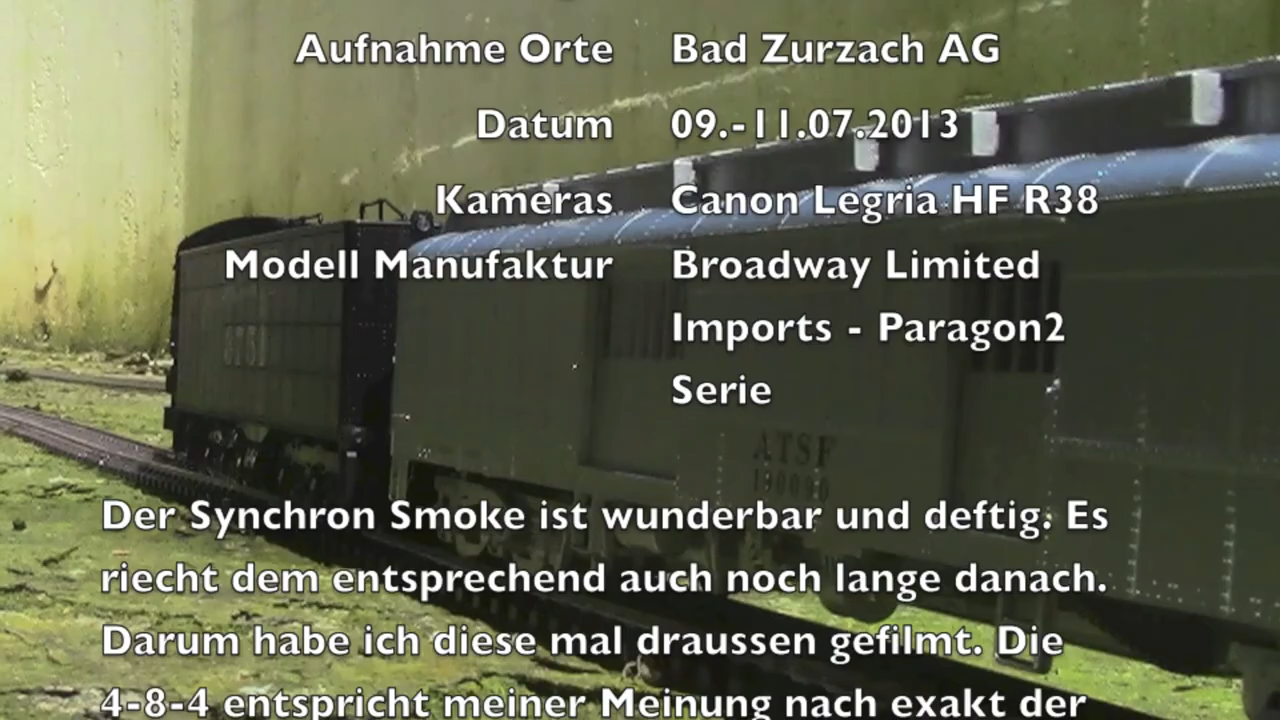 Aufnahme Orte Bad Zurzach AG
Datum 09.-11.07.2013
Kameras Canon Legria HF R38
Modell Manufaktur Broadway Limited
Imports - Paragon2
Serie
ATSF
Der Synchron Smoke ist wunderbar und deftig. Es
riecht dem entsprechend auch noch lange danach.
Darum habe ich diese mal draussen gefilmt. Die
4-8-4 entspricht meiner Meinung nach exakt der